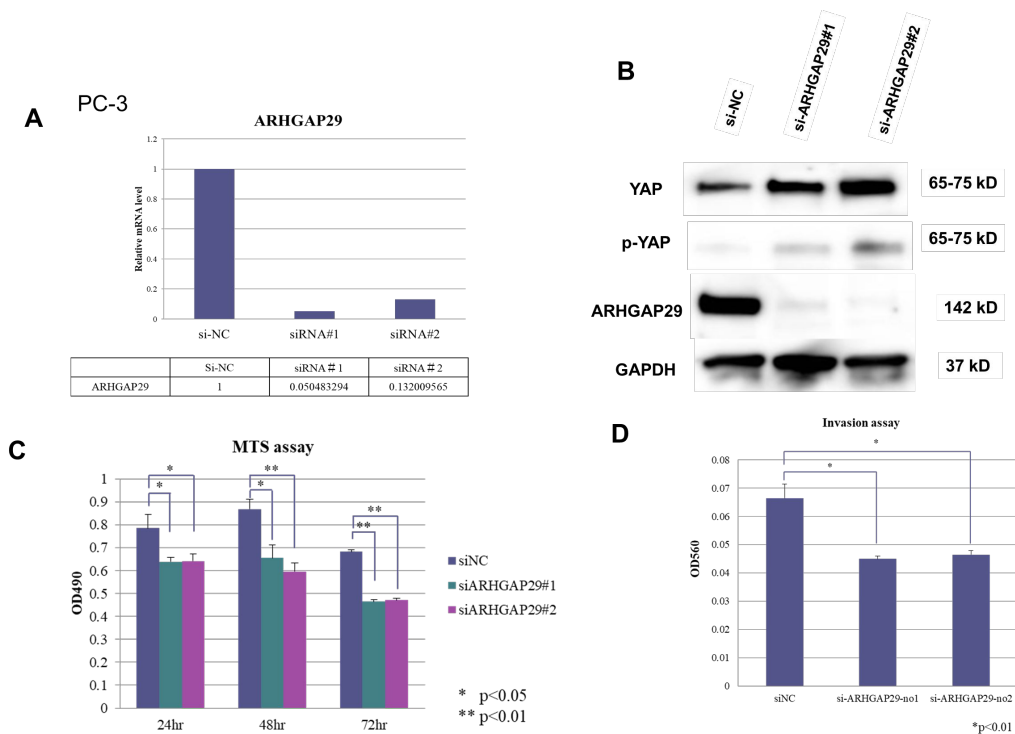 A
PC-3
ARHGAP29
Relative mRNA level
1.2
1
0.8
0.6
0.4
0.2
0
si-NC
siRNA#1
siRNA#2
Si-NC siRNA＃1 siRNA＃2
ARHGAP29 1 0.050483294 0.132009565
B
si-NC
si-ARHGAP29#1
si-ARHGAP29#2
YAP 65-75 kD
p-YAP 65-75 kD
ARHGAP29 142 kD
GAPDH 37 kD
C
MTS assay
OD490
1
0.9
0.8
0.7
0.6
0.5
0.4
0.3
0.2
0.1
0
* 
*
**
*
**
**
24hr
48hr
72hr
siNC
siARHGAP29#1
siARHGAP29#2
* p<0.05
** p<0.01
D
Invasion assay
OD560
0.08
0.07
0.06
0.05
0.04
0.03
0.02
0.01
0
*
*
siNC
si-ARHGAP29-no1
si-ARHGAP29-no2
*p<0.01